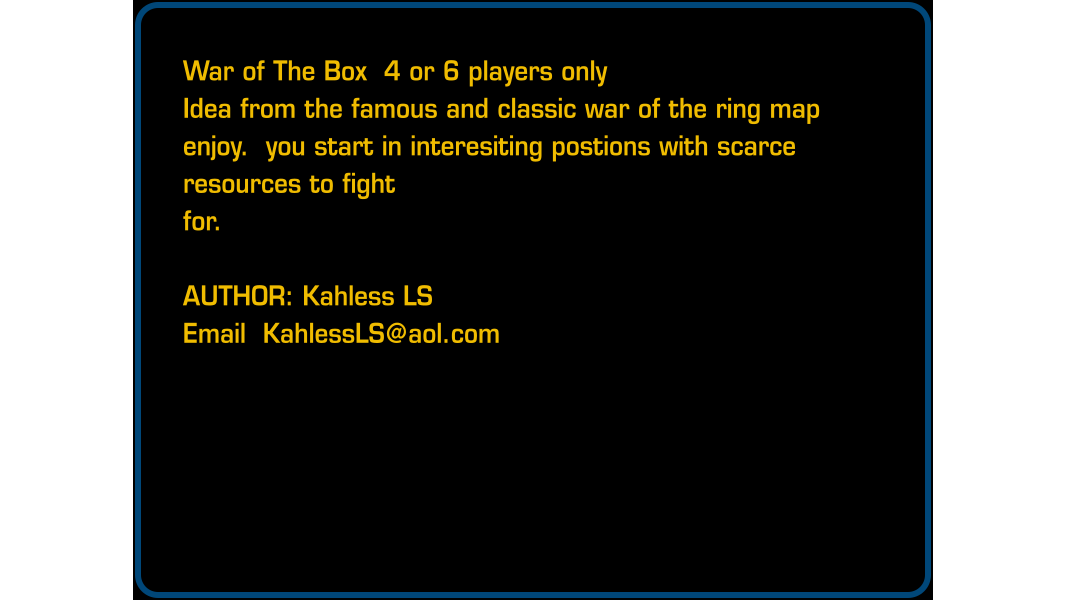 War of The Box  4 or 6 players only
Idea from the famous and classic war of the ring map
enjoy.  you start in interesiting postions with scarce
resources to fight
for.

AUTHOR: Kahless LS
Email  KahlessLS@aol.com